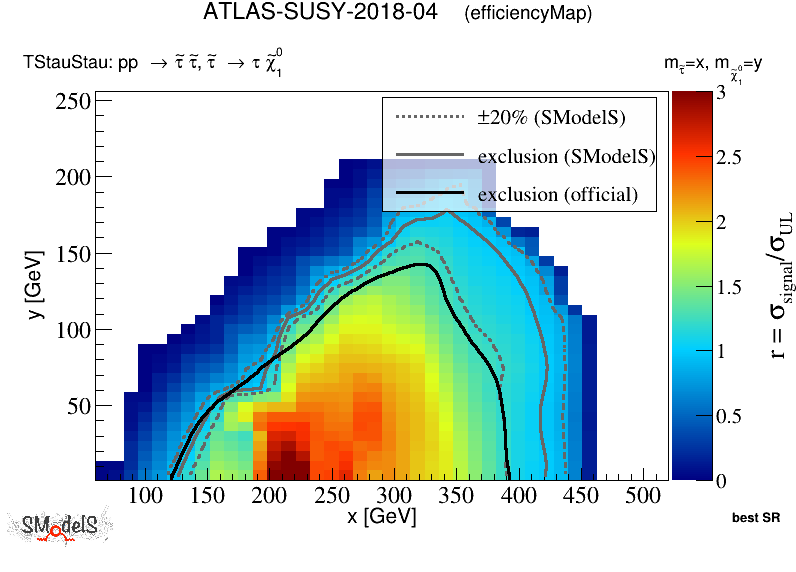 ATLAS-SUSY-2018-04 (efficiencyMap)
TStauStau: pp → τ̃ τ̃, τ̃ → τ χ̃₁⁰
m_τ̃=x, m_χ̃₁⁰=y
±20% (SModelS)
exclusion (SModelS)
exclusion (official)
250
200
150
100
50
y [GeV]
100 150 200 250 300 350 400 450 500
x [GeV]
3
2.5
2
1.5
1
0.5
0
r = σ_signal/σ_UL
SModelS
best SR